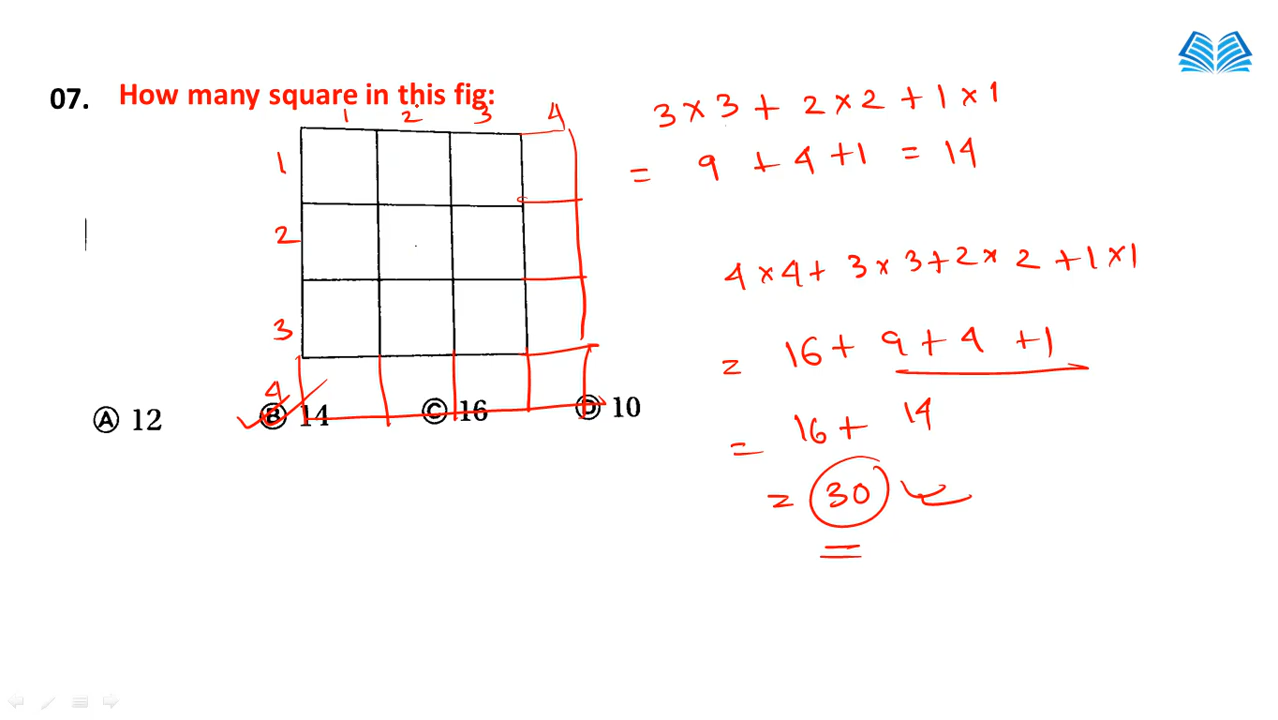 07. How many square in this fig:
1 2 3 4
1
2
3
4
Ⓐ 12 Ⓑ 14 Ⓒ 16 Ⓓ 10
3 × 3 + 2 × 2 + 1 × 1
= 9 + 4 + 1 = 14
4 × 4 + 3 × 3 + 2 × 2 + 1 × 1
= 16 + 9 + 4 + 1
= 16 + 14
= 30